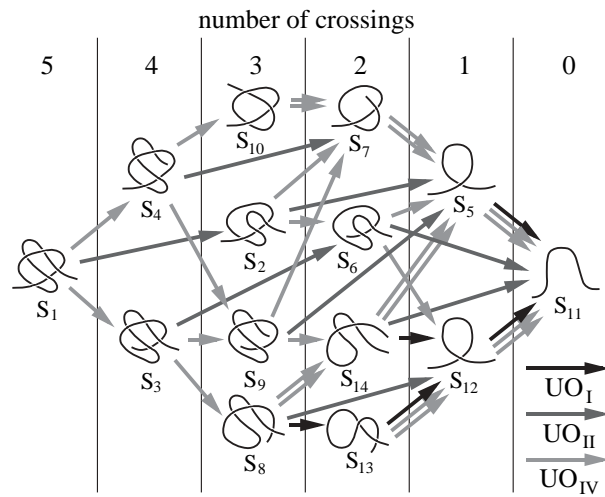 number of crossings
5 4 3 2 1 0
S10
S7
S4
S5
S2
S6
S1
S11
S3
S9
S14
S12
UOI
S8
S13
UOII
UOIV